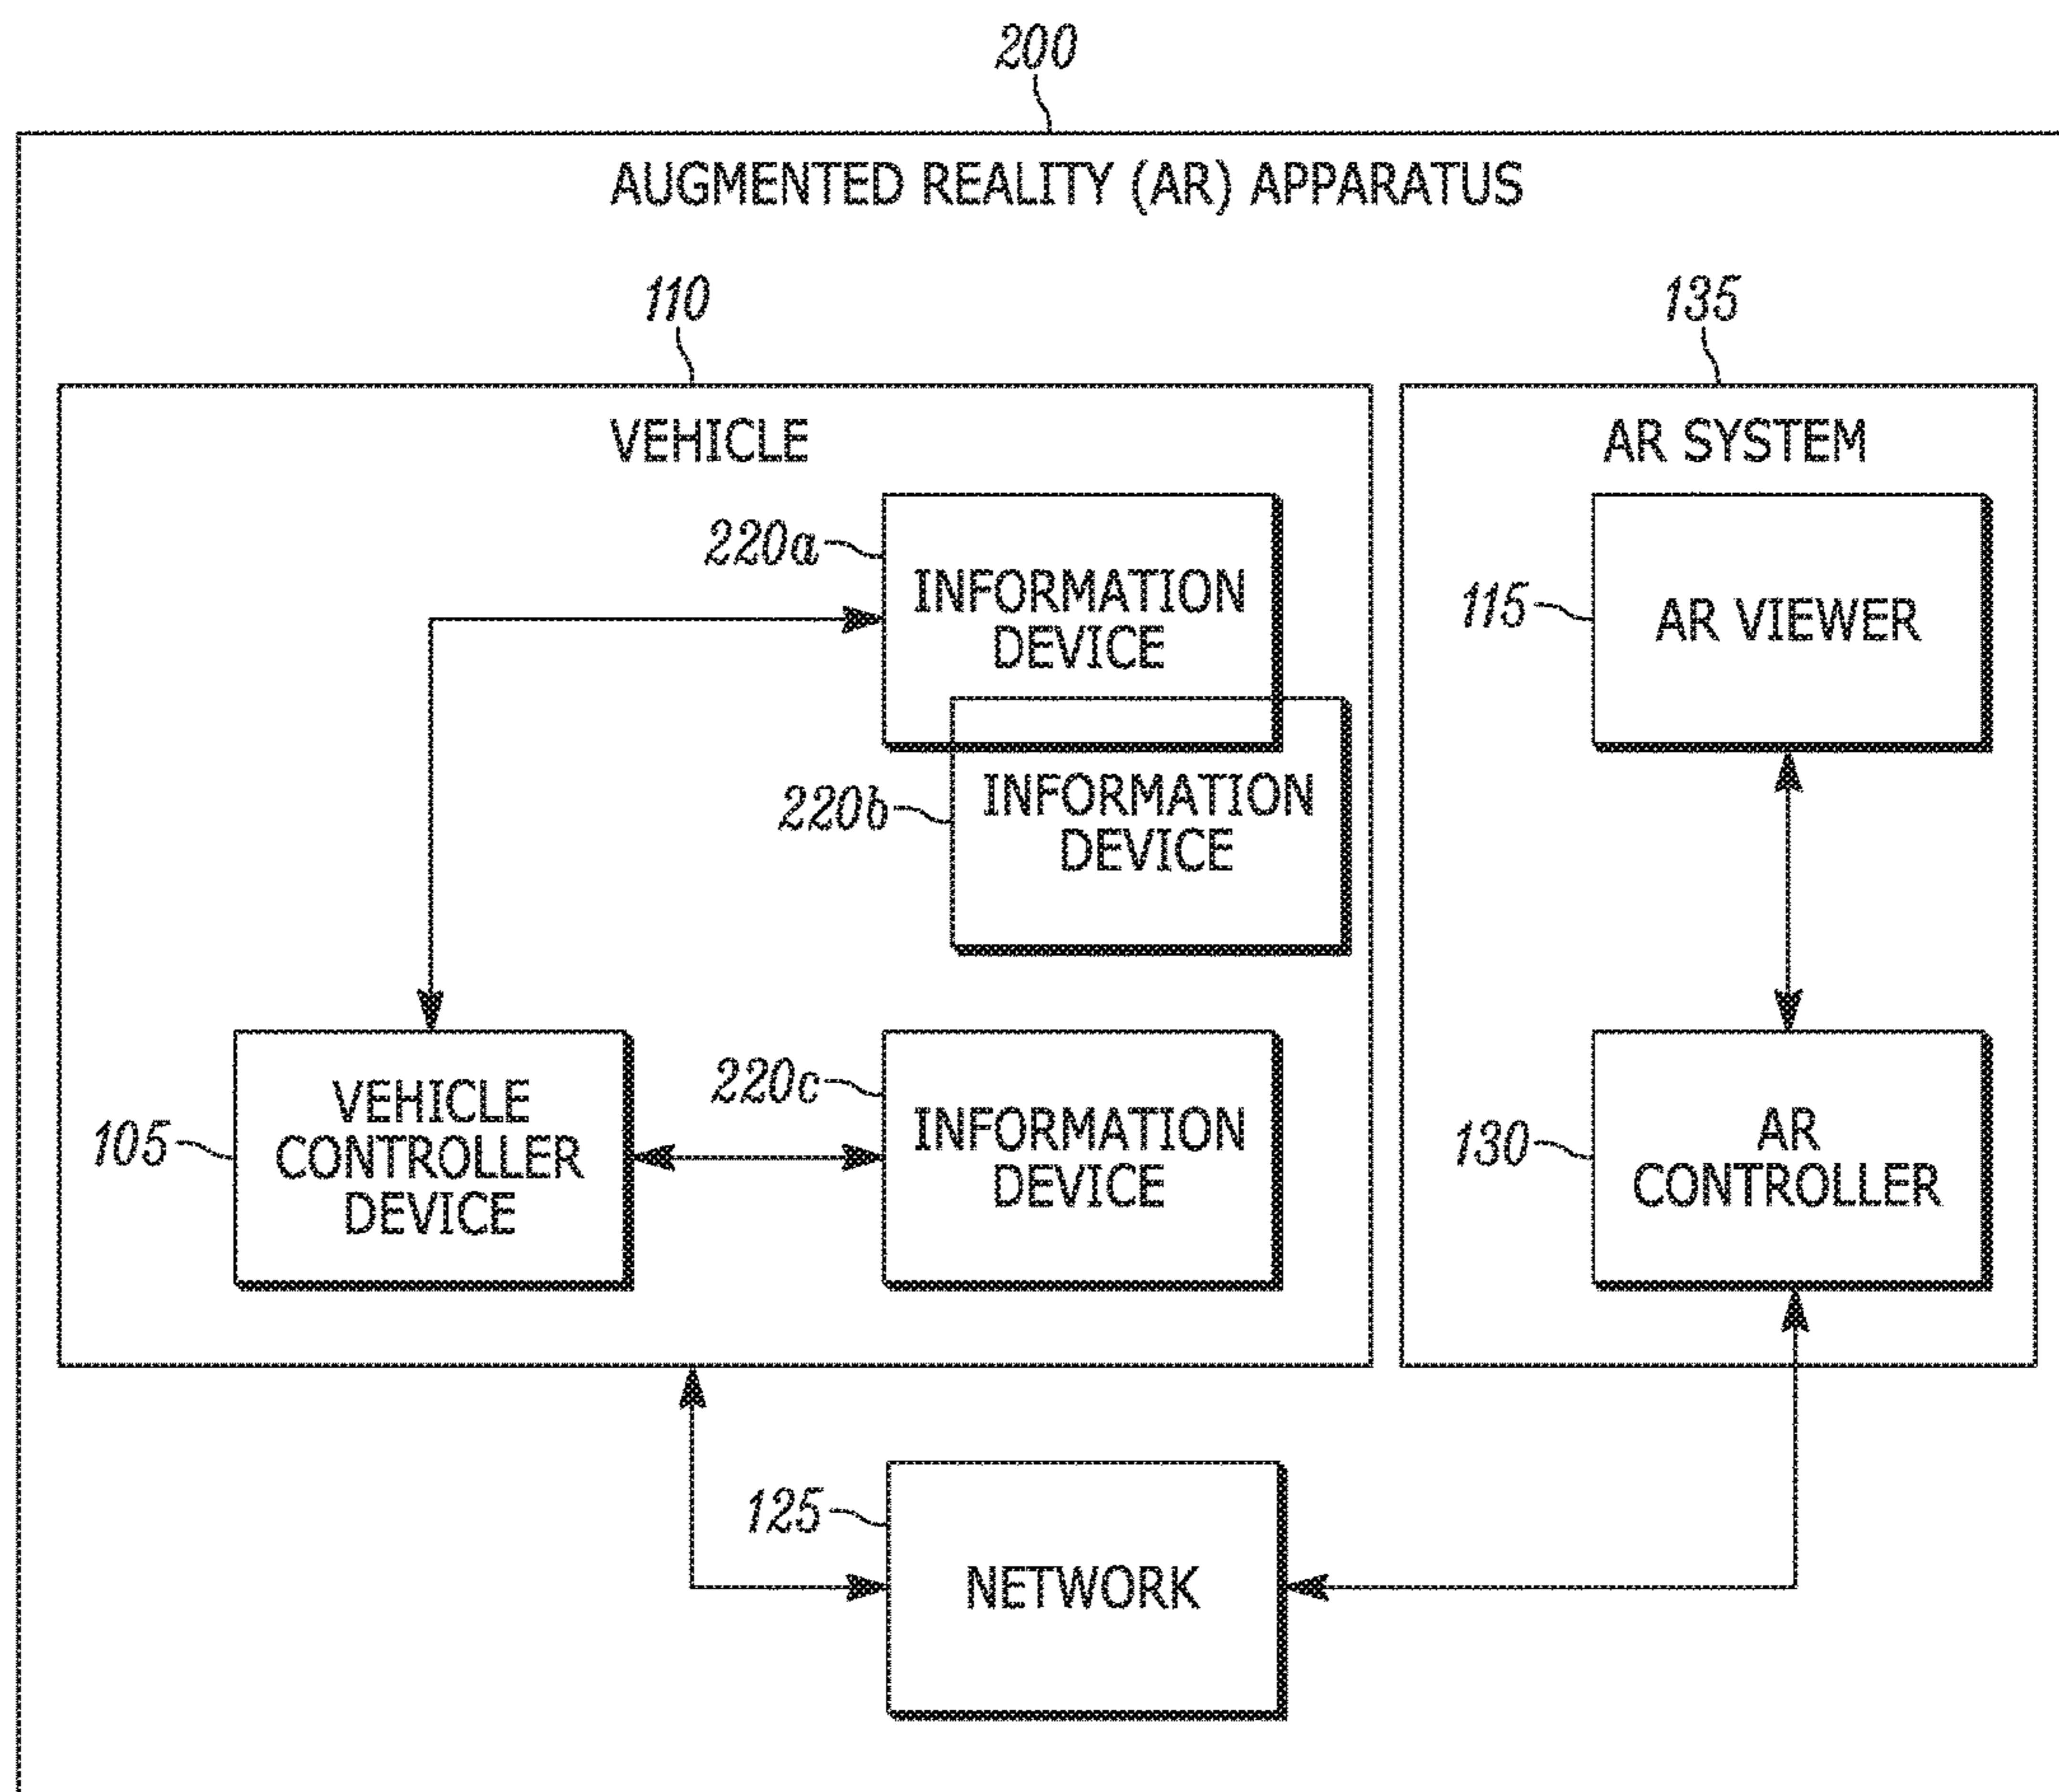 200
AUGMENTED REALITY (AR) APPARATUS
110
135
VEHICLE
AR SYSTEM
220a
INFORMATION
DEVICE
115
AR VIEWER
220b
INFORMATION
DEVICE
105
VEHICLE
CONTROLLER
DEVICE
220c
INFORMATION
DEVICE
130
AR
CONTROLLER
125
NETWORK